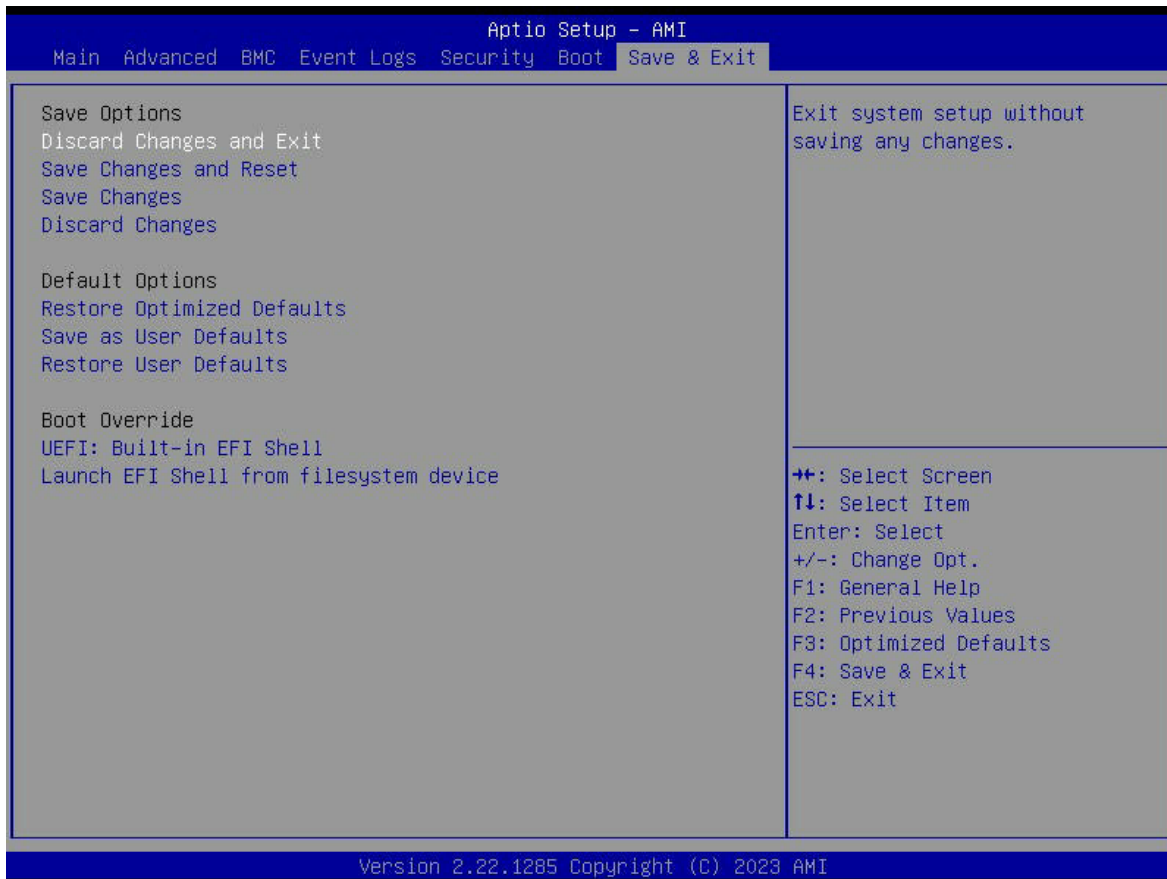 Aptio Setup – AMI
Main Advanced BMC Event Logs Security Boot Save & Exit
Save Options
Discard Changes and Exit
Save Changes and Reset
Save Changes
Discard Changes
Default Options
Restore Optimized Defaults
Save as User Defaults
Restore User Defaults
Boot Override
UEFI: Built-in EFI Shell
Launch EFI Shell from filesystem device
Exit system setup without
saving any changes.
→←: Select Screen
↑↓: Select Item
Enter: Select
+/-: Change Opt.
F1: General Help
F2: Previous Values
F3: Optimized Defaults
F4: Save & Exit
ESC: Exit
Version 2.22.1285 Copyright (C) 2023 AMI